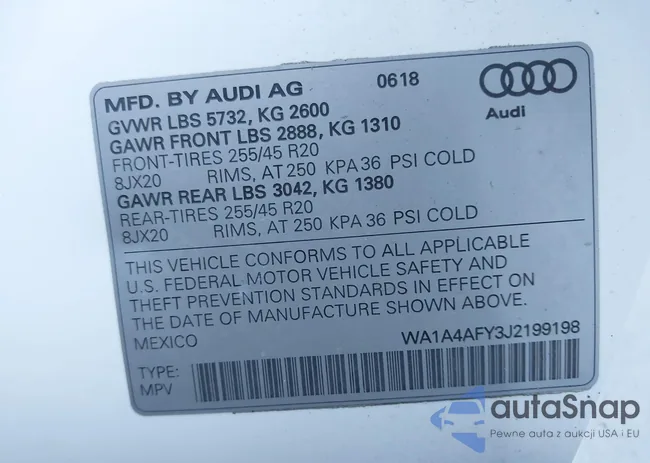 MFD. BY AUDI AG 0618
GVWR LBS 5732, KG 2600
GAWR FRONT LBS 2888, KG 1310
Audi
FRONT-TIRES 255/45 R20
8JX20 RIMS, AT 250 KPA 36 PSI COLD
GAWR REAR LBS 3042, KG 1380
REAR-TIRES 255/45 R20
8JX20 RIMS, AT 250 KPA 36 PSI COLD
THIS VEHICLE CONFORMS TO ALL APPLICABLE
U.S. FEDERAL MOTOR VEHICLE SAFETY AND
THEFT PREVENTION STANDARDS IN EFFECT ON
THE DATE OF MANUFACTURE SHOWN ABOVE.
MEXICO WA1A4AFY3J2199198
TYPE:
MPV
autaSnap
Pewne auta z aukcji USA i EU